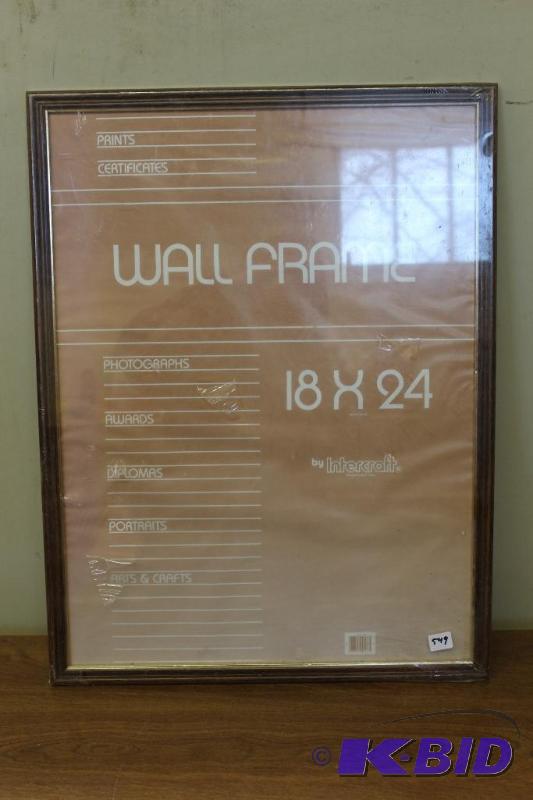 PRINTS
CERTIFICATES
WALL FRAME
PHOTOGRAPHS
18 X 24
AWARDS
by Intercraft®
DIPLOMAS
PORTRAITS
ARTS & CRAFTS
549
© K-BID